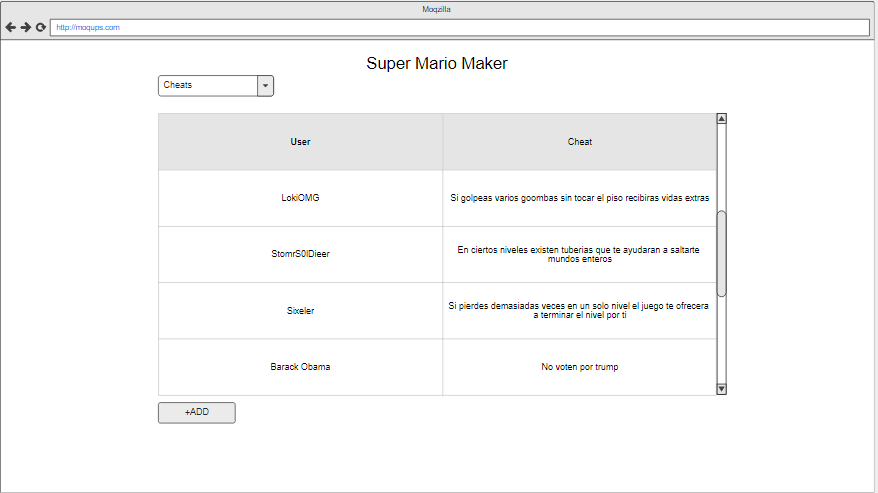 Moqzilla
http://moqups.com
Super Mario Maker
Cheats
User
Cheat
LokiOMG
Si golpeas varios goombas sin tocar el piso recibiras vidas extras
StomrS0lDieer
En ciertos niveles existen tuberias que te ayudaran a saltarte
mundos enteros
Sixeler
Si pierdes demasiadas veces en un solo nivel el juego te ofrecera
a terminar el nivel por ti
Barack Obama
No voten por trump
+ADD